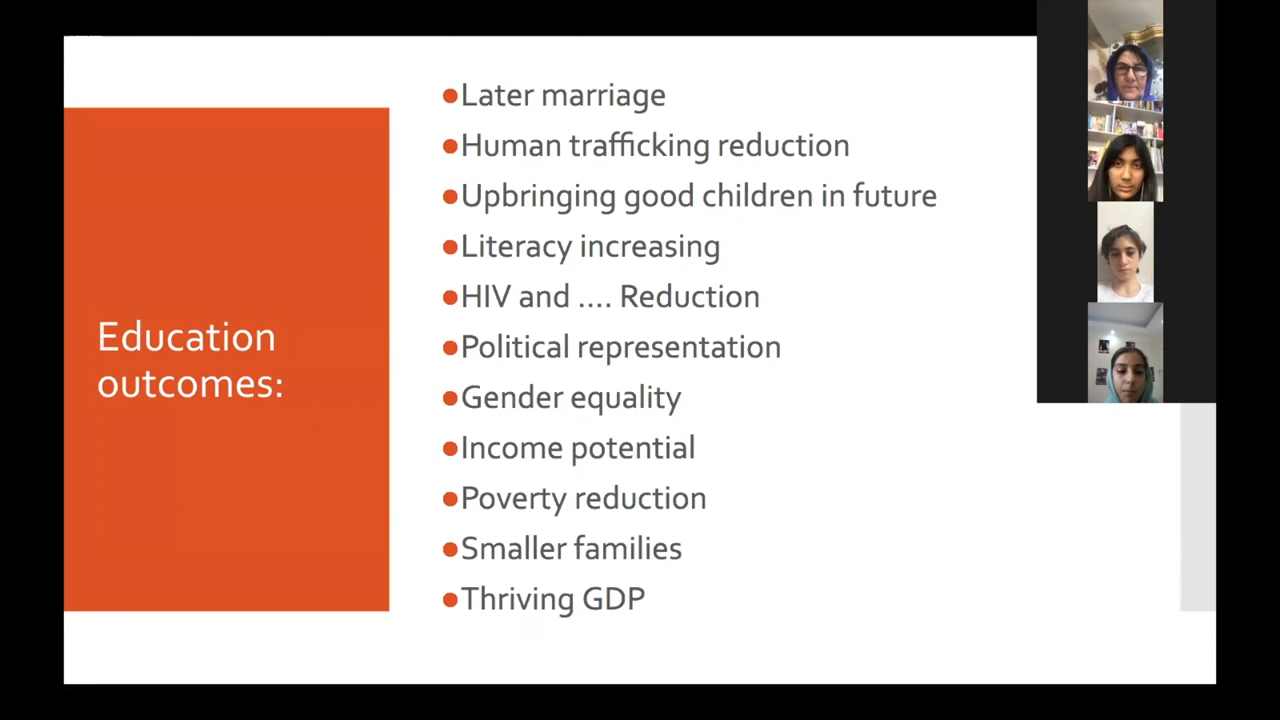 Education
outcomes:
●Later marriage
●Human trafficking reduction
●Upbringing good children in future
●Literacy increasing
●HIV and .... Reduction
●Political representation
●Gender equality
●Income potential
●Poverty reduction
●Smaller families
●Thriving GDP